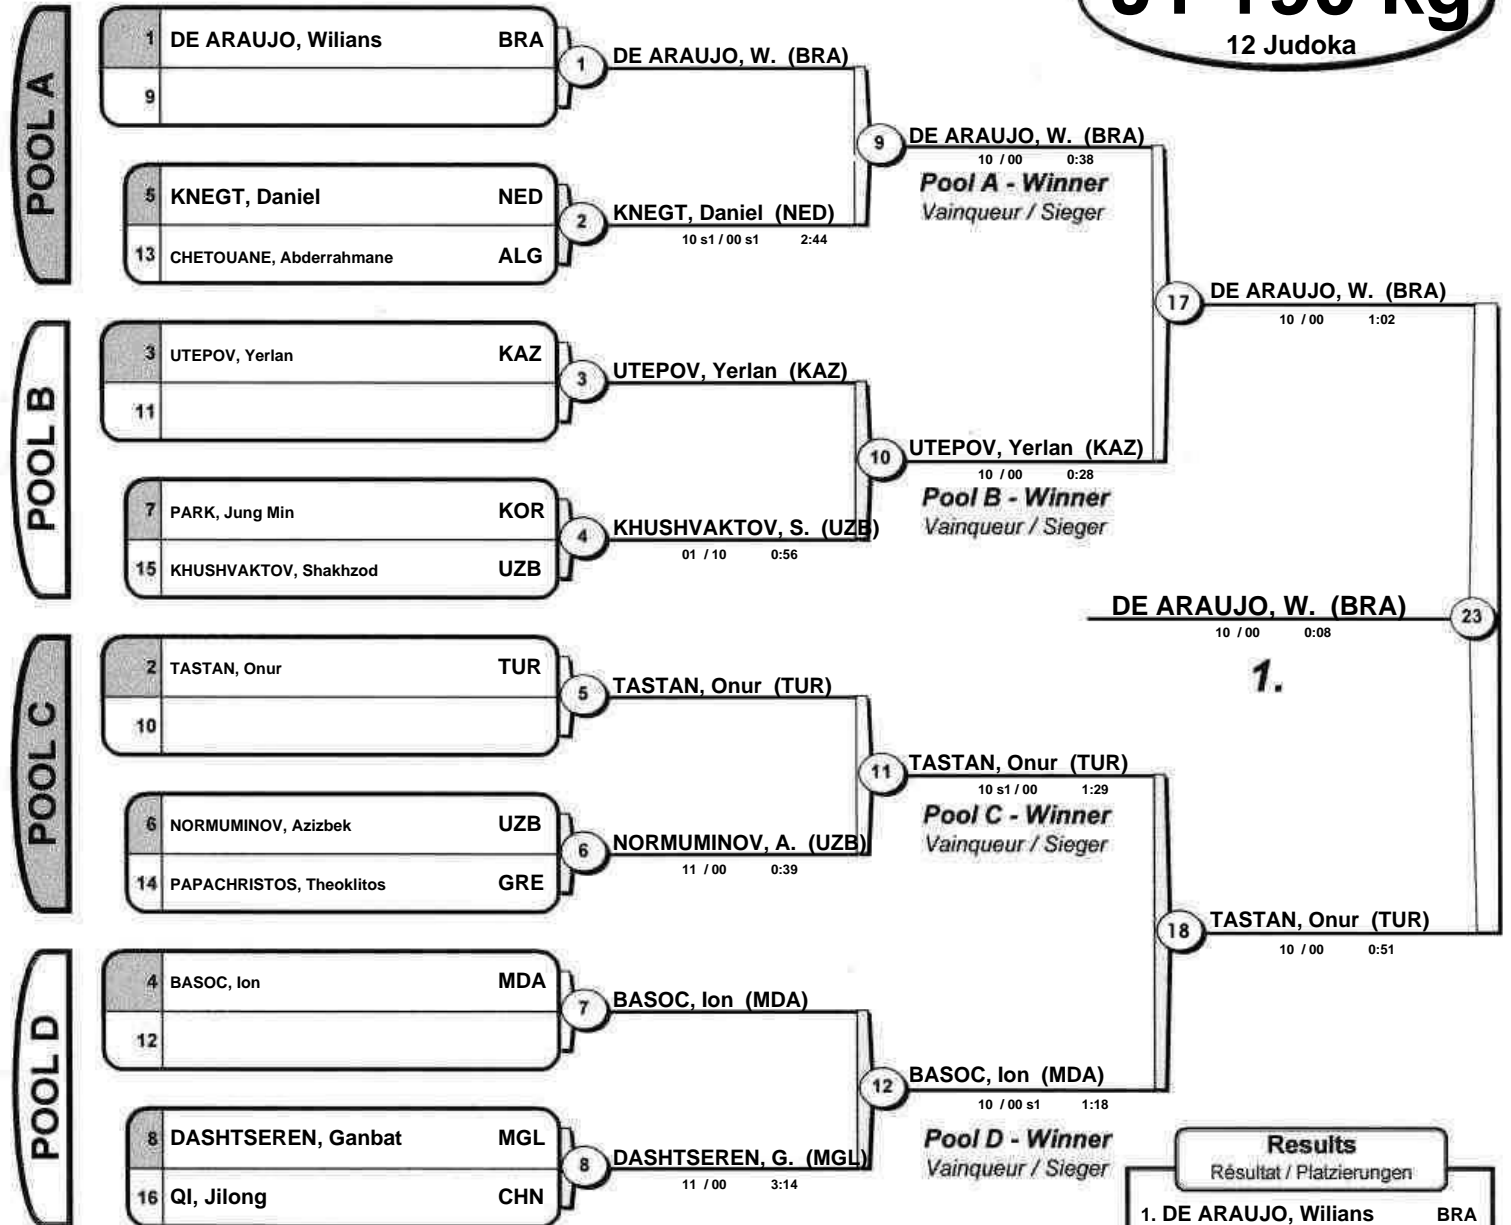 12 Judoka
POOL A
1 DE ARAUJO, Wilians BRA
9
1
DE ARAUJO, W. (BRA)
5 KNEGT, Daniel NED
13 CHETOUANE, Abderrahmane ALG
2
KNEGT, Daniel (NED)
10 s1 / 00 s1 2:44
9
DE ARAUJO, W. (BRA)
10 / 00 0:38
Pool A - Winner
Vainqueur / Sieger
POOL B
3 UTEPOV, Yerlan KAZ
11
3
UTEPOV, Yerlan (KAZ)
7 PARK, Jung Min KOR
15 KHUSHVAKTOV, Shakhzod UZB
4
KHUSHVAKTOV, S. (UZB)
01 / 10 0:56
10
UTEPOV, Yerlan (KAZ)
10 / 00 0:28
Pool B - Winner
Vainqueur / Sieger
17
DE ARAUJO, W. (BRA)
10 / 00 1:02
DE ARAUJO, W. (BRA)
23
10 / 00 0:08
1.
POOL C
2 TASTAN, Onur TUR
10
5
TASTAN, Onur (TUR)
6 NORMUMINOV, Azizbek UZB
14 PAPACHRISTOS, Theoklitos GRE
6
NORMUMINOV, A. (UZB)
11 / 00 0:39
11
TASTAN, Onur (TUR)
10 s1 / 00 1:29
Pool C - Winner
Vainqueur / Sieger
POOL D
4 BASOC, Ion MDA
12
7
BASOC, Ion (MDA)
8 DASHTSEREN, Ganbat MGL
16 QI, Jilong CHN
8
DASHTSEREN, G. (MGL)
11 / 00 3:14
12
BASOC, Ion (MDA)
10 / 00 s1 1:18
Pool D - Winner
Vainqueur / Sieger
18
TASTAN, Onur (TUR)
10 / 00 0:51
Results
Résultat / Platzierungen
1. DE ARAUJO, Wilians BRA